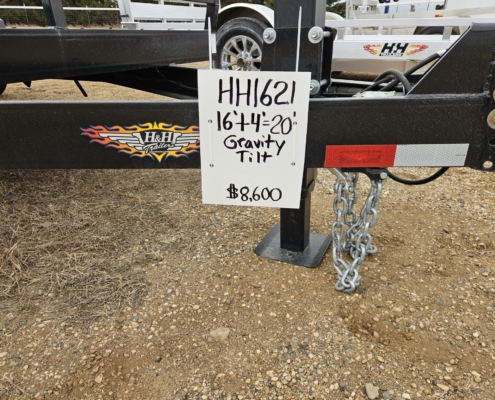 HH1621
16'+4'=20'
Gravity
Tilt
$8,600
H&H
Trailers
H&H